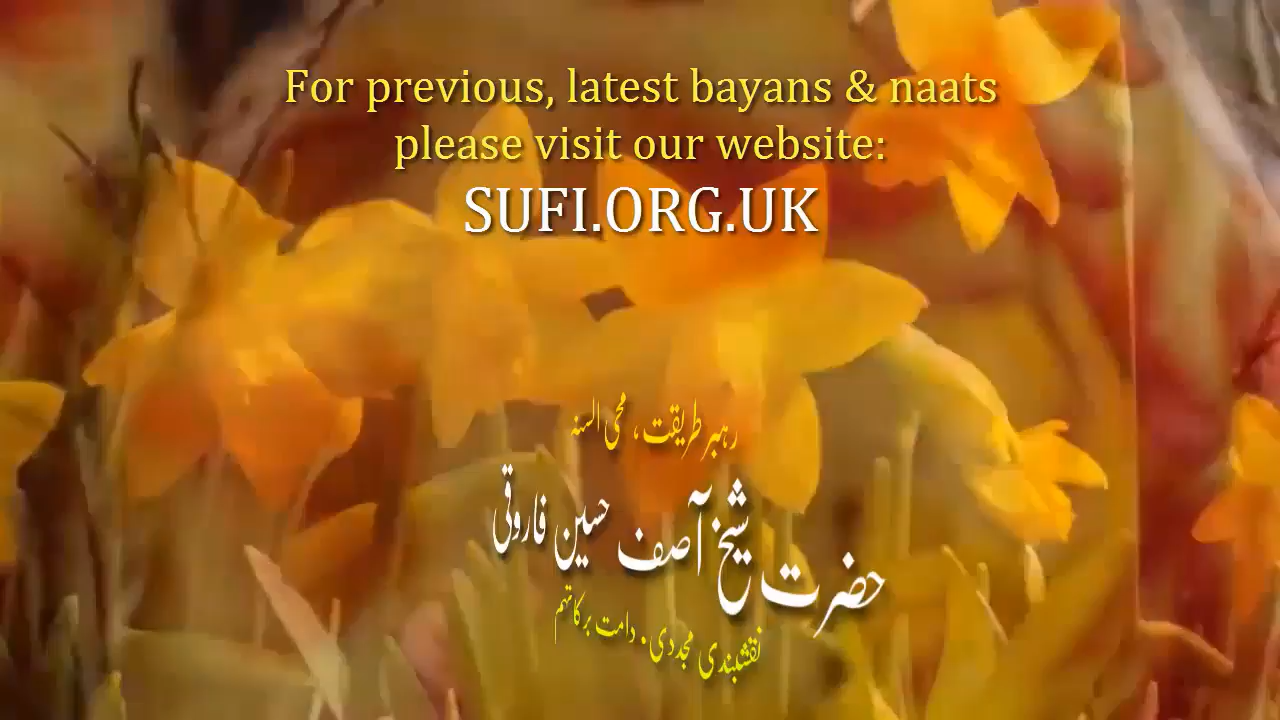 For previous, latest bayans & naats
please visit our website:
SUFI.ORG.UK
رہبر طریقت، محی السنہ
حضرت شیخ آصف حسین فاروقی
نقشبندی مجددی۔ دامت برکاتہم